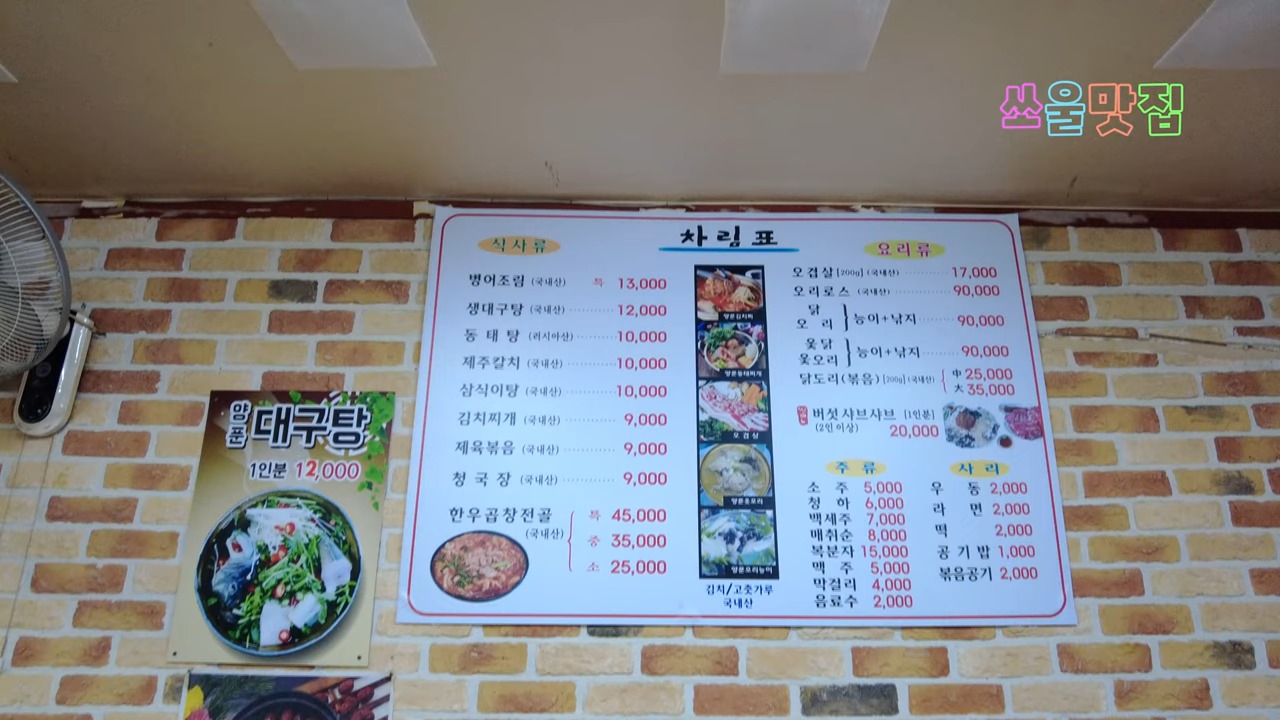 쏘울맛집
차림표
식사류
병어조림 (국내산) 특 13,000
생대구탕 (국내산) 12,000
동태탕 (러시아산) 10,000
제주갈치 (국내산) 10,000
삼식이탕 (국내산) 10,000
김치찌개 (국내산) 9,000
제육볶음 (국내산) 9,000
청국장 (국내산) 9,000
한우곱창전골 (국내산)
특 45,000
중 35,000
소 25,000
양푼김치찌
양푼동태찌개
오겹살
양푼옻오리
양푼오리능이
김치/고춧가루
국내산
요리류
오겹살 [200g] (국내산) 17,000
오리로스 (국내산) 90,000
닭
오리
능이+낙지 90,000
옻닭
옻오리
능이+낙지 90,000
닭도리(볶음) [200g] (국내산)
中 25,000
大 35,000
버섯샤브샤브 [1인분]
(2인이상) 20,000
주류
소주 5,000
청하 6,000
백세주 7,000
매취순 8,000
복분자 15,000
맥주 5,000
막걸리 4,000
음료수 2,000
사리
우동 2,000
라면 2,000
떡 2,000
공기밥 1,000
볶음공기 2,000
양푼
대구탕
1인분 12,000